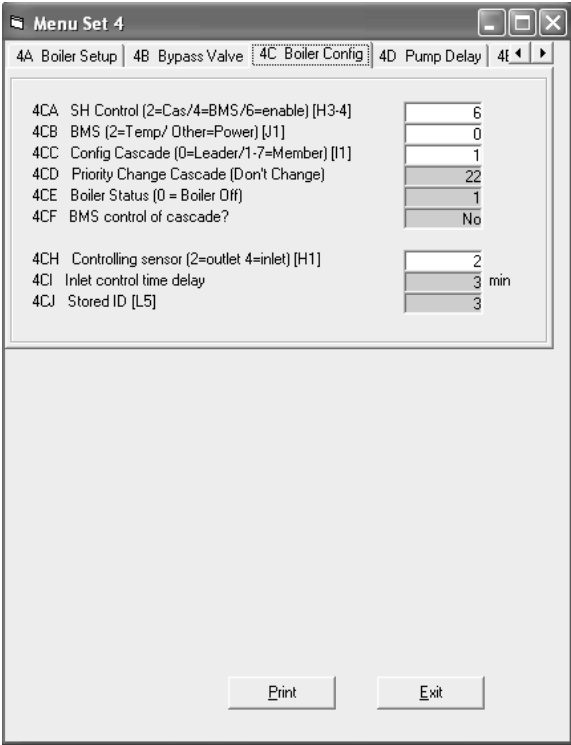 Menu Set 4
4A Boiler Setup 4B Bypass Valve 4C Boiler Config 4D Pump Delay
4CA SH Control (2=Cas/4=BMS/6=enable) [H3-4] 6
4CB BMS (2=Temp/ Other=Power) [J1] 0
4CC Config Cascade (0=Leader/1-7=Member) [I1] 1
4CD Priority Change Cascade (Don't Change) 22
4CE Boiler Status (0 = Boiler Off) 1
4CF BMS control of cascade? No
4CH Controlling sensor (2=outlet 4=inlet) [H1] 2
4CI Inlet control time delay 3 min
4CJ Stored ID [L5] 3
Print Exit